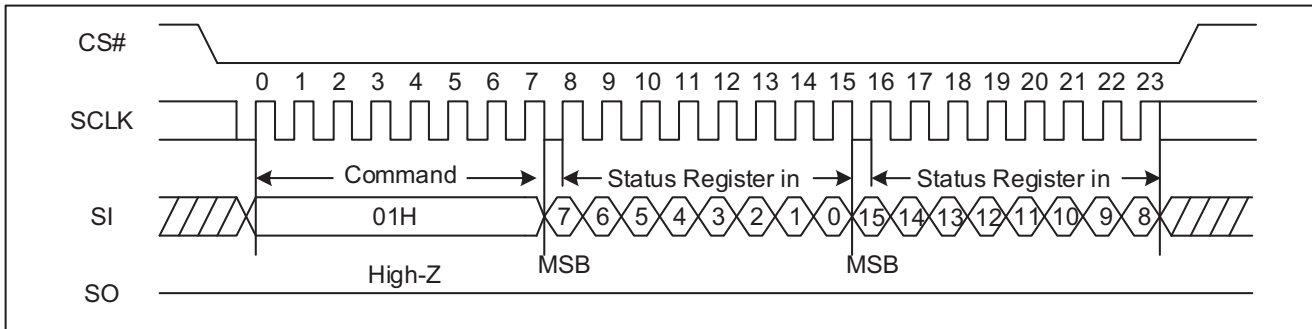 CS#
0 1 2 3 4 5 6 7 8 9 10 11 12 13 14 15 16 17 18 19 20 21 22 23
SCLK
Command Status Register in Status Register in
SI 01H 7 6 5 4 3 2 1 0 15 14 13 12 11 10 9 8
MSB MSB
High-Z
SO